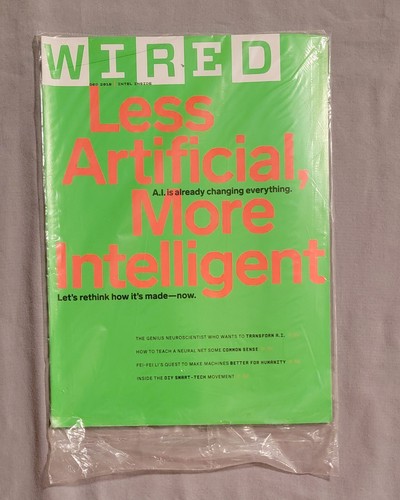 WIRED
Less
Artificial,
A.I. is already changing everything.
More
Intelligent
Let's rethink how it's made—now.
THE GENIUS NEUROSCIENTIST WHO WANTS TO TRANSFORM A.I.
HOW TO TEACH A NEURAL NET SOME COMMON SENSE
FEI-FEI LI'S QUEST TO MAKE MACHINES BETTER FOR HUMANITY
INSIDE THE DIY SMART-TECH MOVEMENT